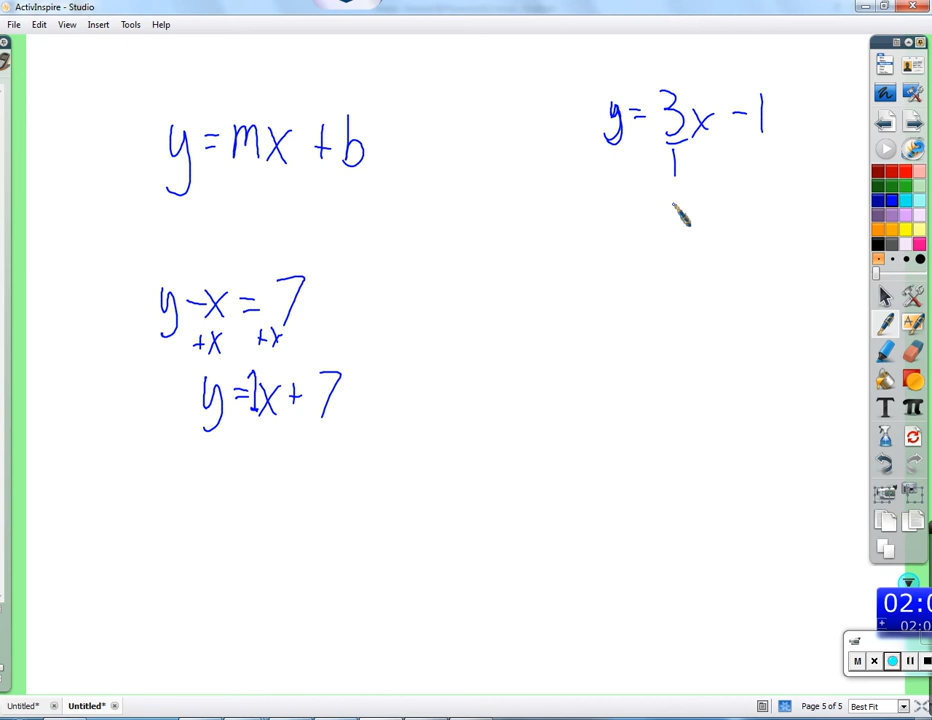 ActivInspire - Studio
File Edit View Insert Tools Help
y = mx + b
y = 3/1 x - 1
y - x = 7
+x +x
y = 1x + 7
02:0
02:0
M
Untitled* Untitled* Page 5 of 5 Best Fit